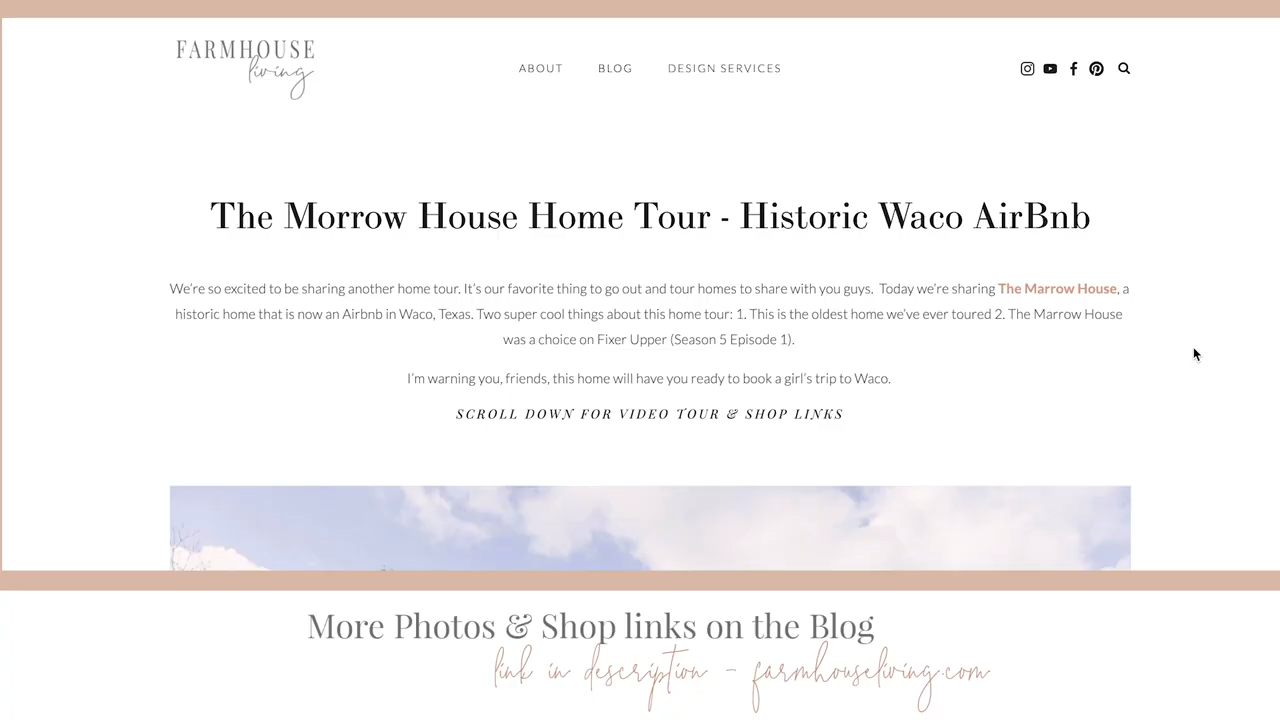 FARMHOUSE
living
ABOUT BLOG DESIGN SERVICES
The Morrow House Home Tour - Historic Waco AirBnb
We're so excited to be sharing another home tour. It's our favorite thing to go out and tour homes to share with you guys.  Today we're sharing The Marrow House, a
historic home that is now an Airbnb in Waco, Texas. Two super cool things about this home tour: 1. This is the oldest home we've ever toured 2. The Marrow House
was a choice on Fixer Upper (Season 5 Episode 1).
I'm warning you, friends, this home will have you ready to book a girl's trip to Waco.
SCROLL DOWN FOR VIDEO TOUR & SHOP LINKS
More Photos & Shop links on the Blog
link in description - farmhouseliving.com